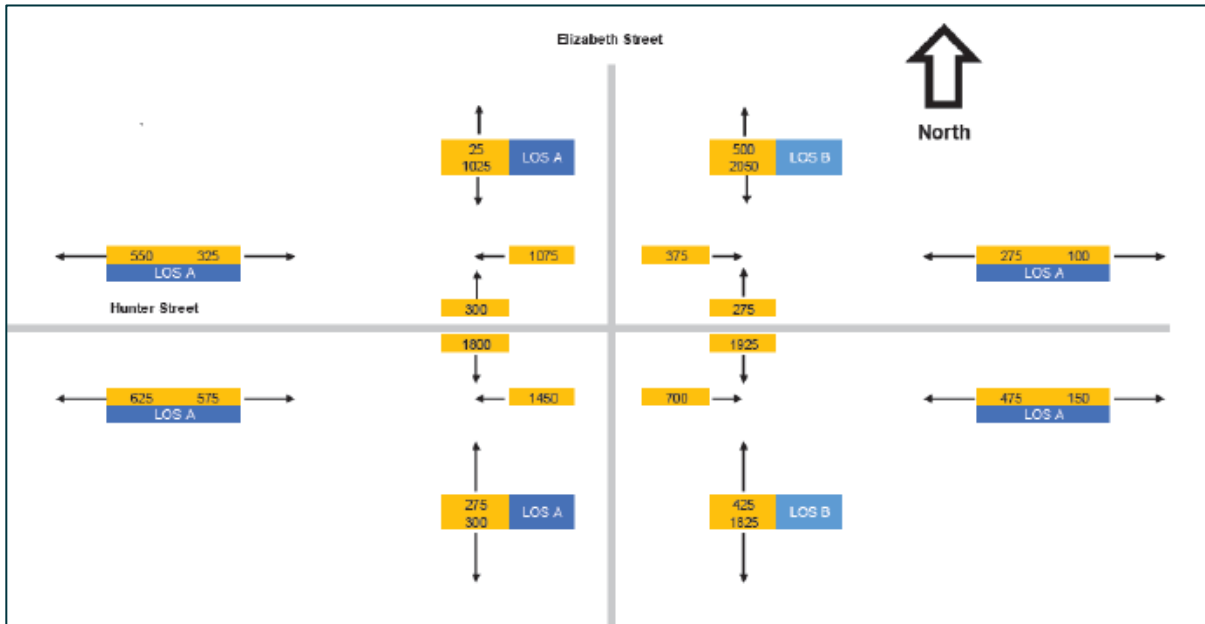 Elizabeth Street
North
25
1025
LOS A
500
2050
LOS B
550 325
LOS A
1075
375
275 100
LOS A
Hunter Street
300
275
1800
1925
625 575
LOS A
1450
700
475 150
LOS A
275
300
LOS A
425
1825
LOS B